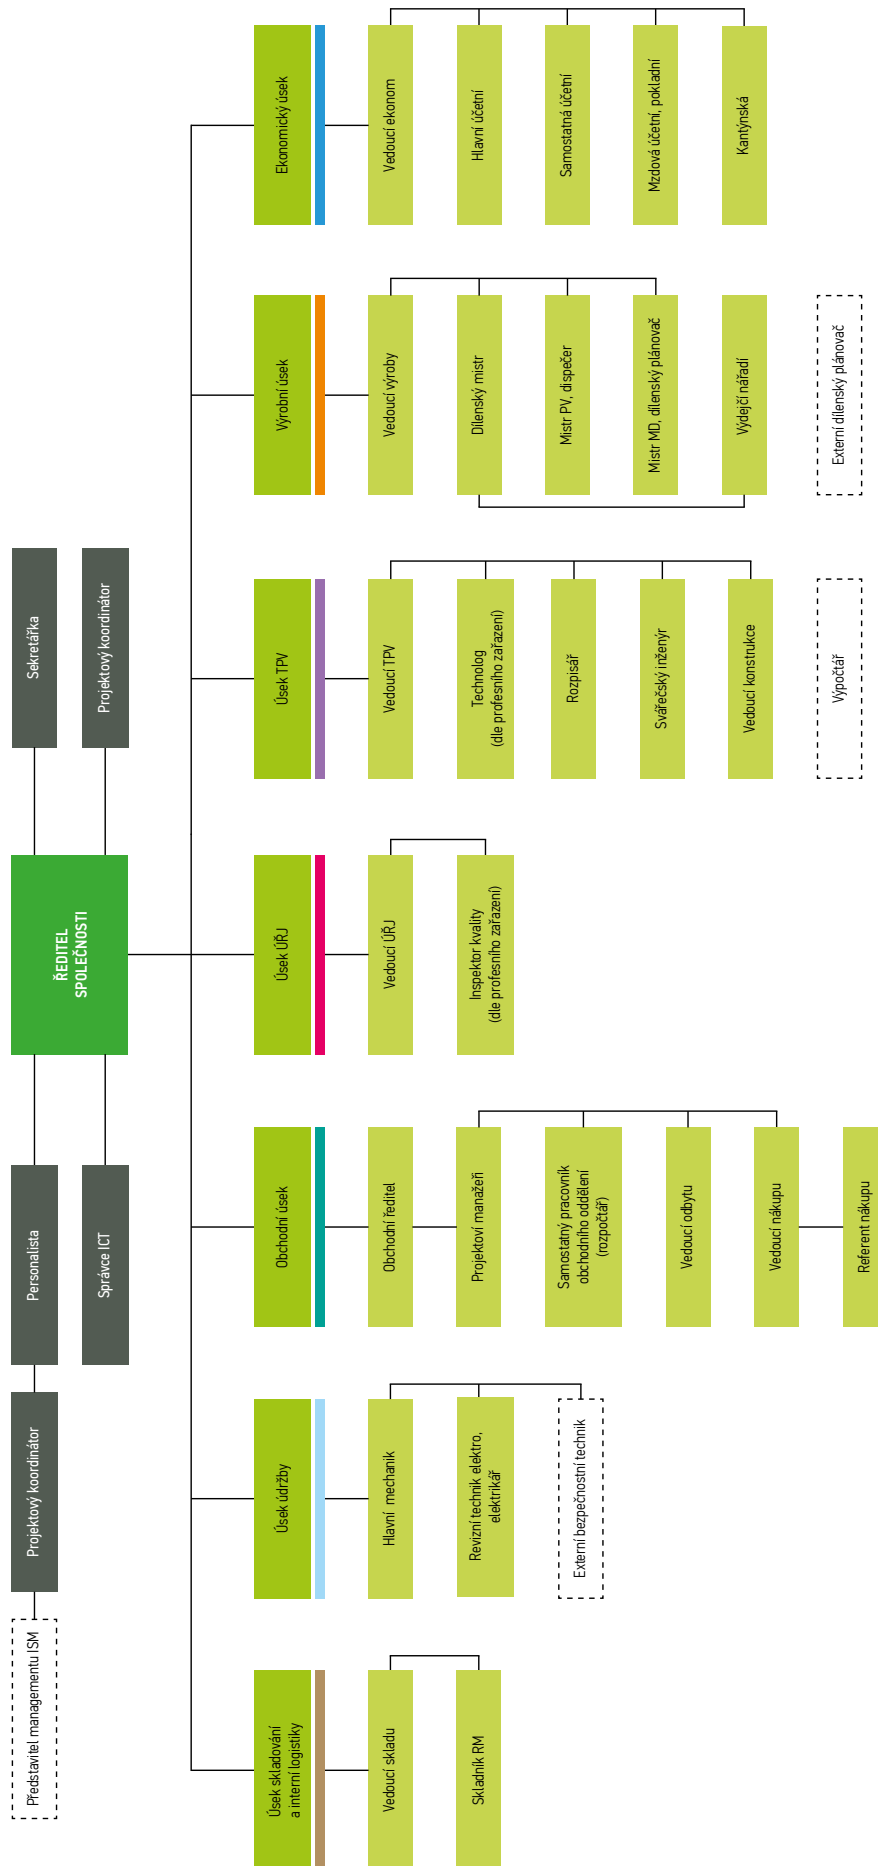 Představitel managementu ISM
Projektový koordinátor
Personalista
Správce ICT
ŘEDITEL
SPOLEČNOSTI
Sekretářka
Projektový koordinátor
Úsek skladování
a interní logistiky
Vedoucí skladu
Skladník RM
Úsek údržby
Hlavní mechanik
Revizní technik elektro,
elektrikář
Externí bezpečnostní technik
Obchodní úsek
Obchodní ředitel
Projektoví manažeři
Samostatný pracovník
obchodního oddělení
(rozpočtář)
Vedoucí odbytu
Vedoucí nákupu
Referent nákupu
Úsek ÚŘJ
Vedoucí ÚŘJ
Inspektor kvality
(dle profesního zařazení)
Úsek TPV
Vedoucí TPV
Technolog
(dle profesního zařazení)
Rozpisář
Svářečský inženýr
Vedoucí konstrukce
Výpočtář
Výrobní úsek
Vedoucí výroby
Dílenský mistr
Mistr PV, dispečer
Mistr MD, dílenský plánovač
Výdejčí nářadí
Externí dílenský plánovač
Ekonomický úsek
Vedoucí ekonom
Hlavní účetní
Samostatná účetní
Mzdová účetní, pokladní
Kantýnská